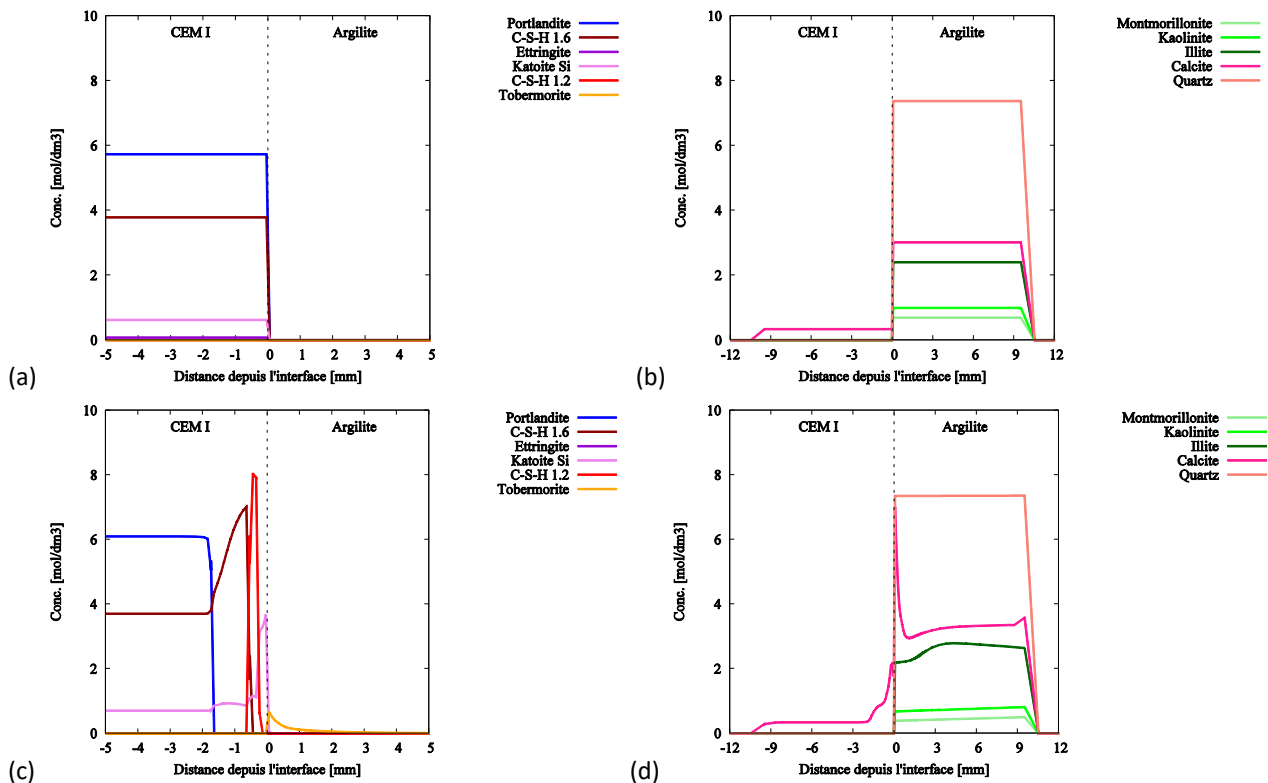 CEM I
Argilite
Portlandite
C-S-H 1.6
Ettringite
Katoite Si
C-S-H 1.2
Tobermorite
Conc. [mol/dm3]
10
8
6
4
2
0
-5 -4 -3 -2 -1 0 1 2 3 4 5
Distance depuis l'interface [mm]
(a)
CEM I
Argilite
Montmorillonite
Kaolinite
Illite
Calcite
Quartz
Conc. [mol/dm3]
10
8
6
4
2
0
-12 -9 -6 -3 0 3 6 9 12
Distance depuis l'interface [mm]
(b)
CEM I
Argilite
Portlandite
C-S-H 1.6
Ettringite
Katoite Si
C-S-H 1.2
Tobermorite
Conc. [mol/dm3]
10
8
6
4
2
0
-5 -4 -3 -2 -1 0 1 2 3 4 5
Distance depuis l'interface [mm]
(c)
CEM I
Argilite
Montmorillonite
Kaolinite
Illite
Calcite
Quartz
Conc. [mol/dm3]
10
8
6
4
2
0
-12 -9 -6 -3 0 3 6 9 12
Distance depuis l'interface [mm]
(d)